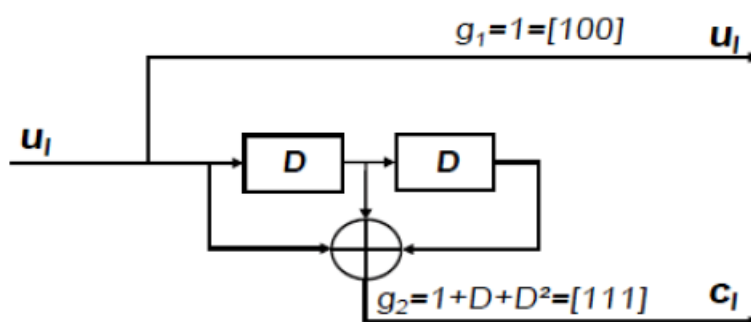 g₁=1=[100]
u_l
u_l
D
D
g₂=1+D+D²=[111]
c_l